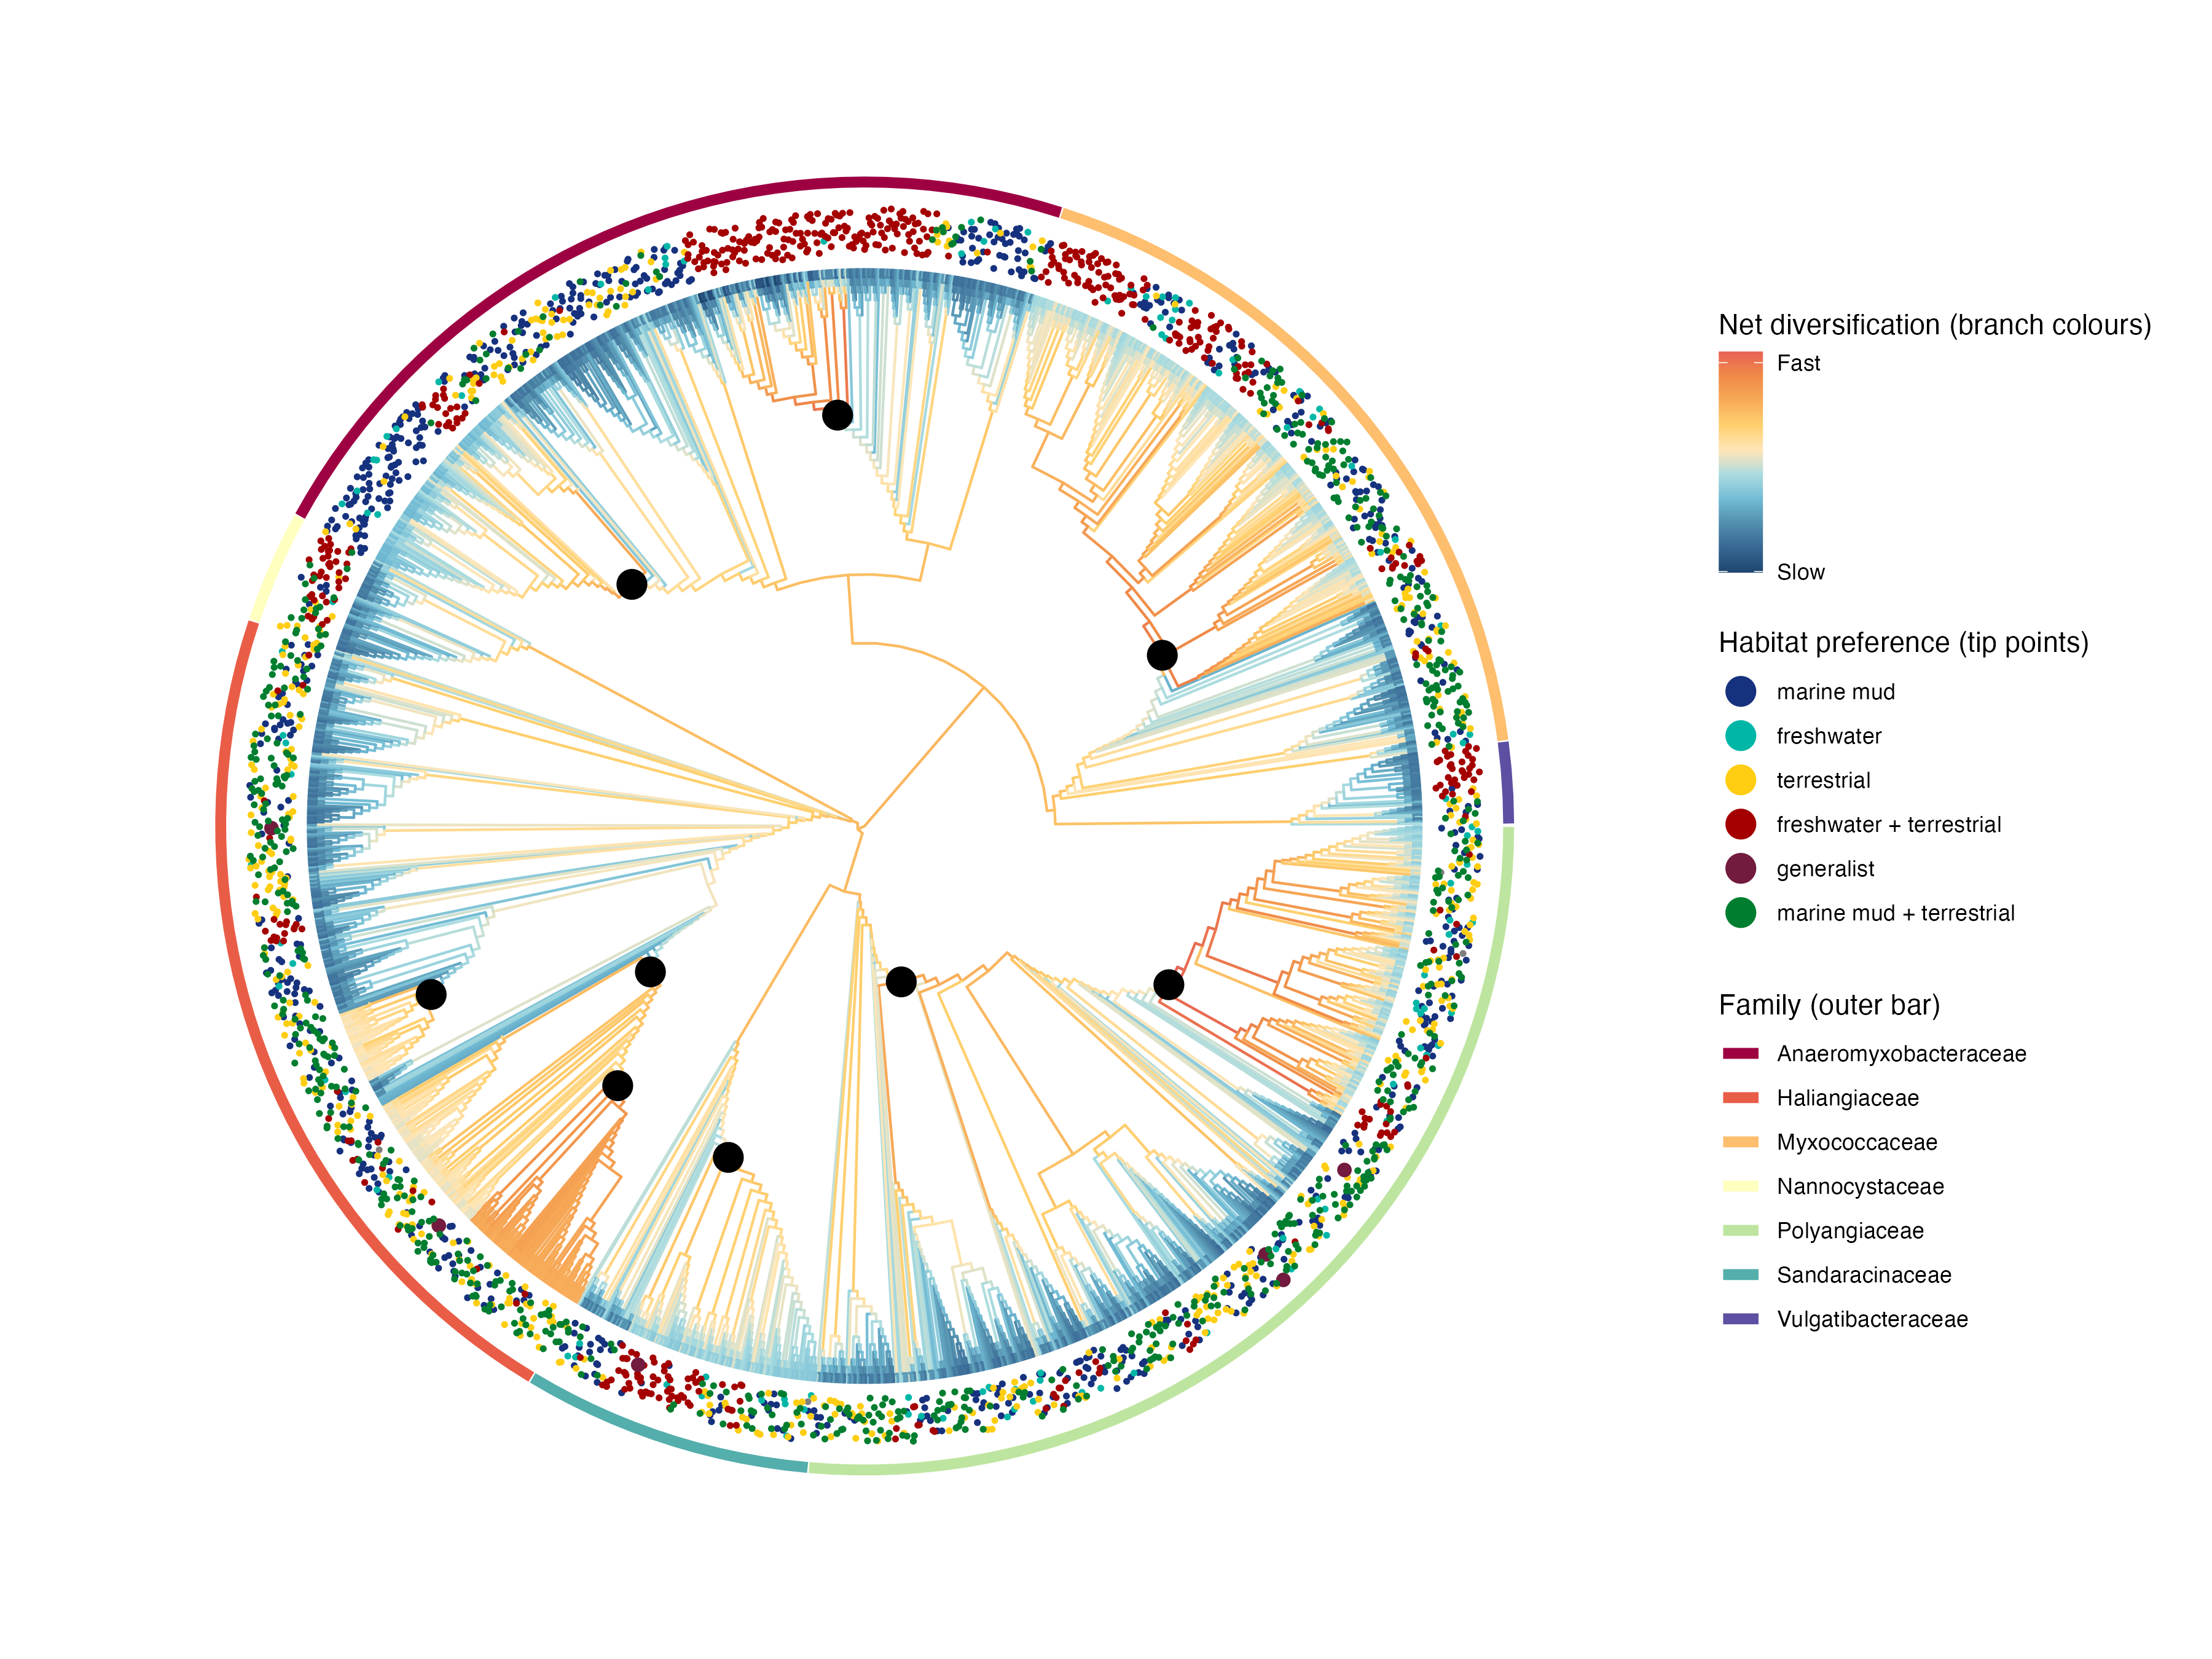 Net diversification (branch colours)
Fast
Slow
Habitat preference (tip points)
marine mud
freshwater
terrestrial
freshwater + terrestrial
generalist
marine mud + terrestrial
Family (outer bar)
Anaeromyxobacteraceae
Haliangiaceae
Myxococcaceae
Nannocystaceae
Polyangiaceae
Sandaracinaceae
Vulgatibacteraceae